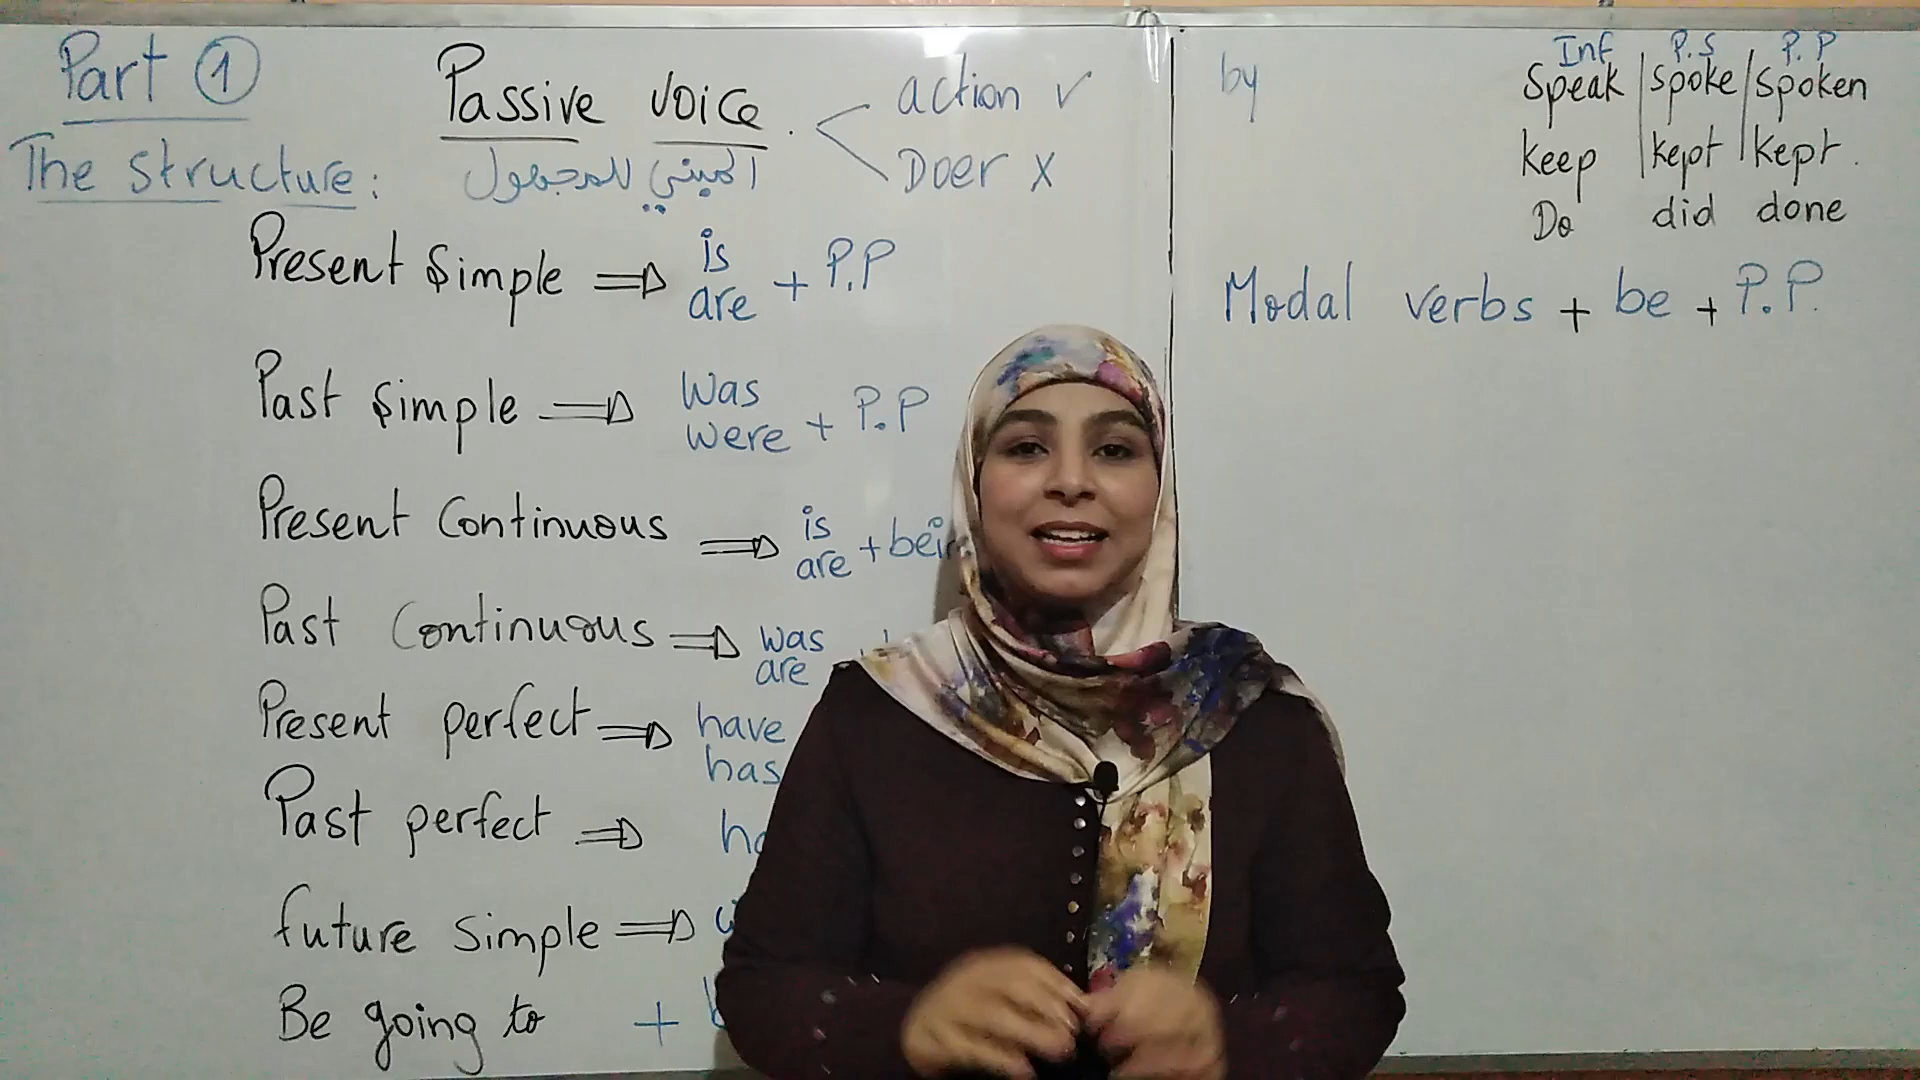 Part 1
The structure:
Passive voice.
المبني للمجهول
action ✓
Doer X
Present Simple ⇒ is are + P.P
Past Simple ⇒ was were + P.P
Present Continuous ⇒ is are +
Past Continuous ⇒ was are
Present perfect ⇒ have has
Past perfect ⇒
future simple ⇒
Be going to +
by
Inf P.S P.P
Speak spoke spoken
keep kept kept.
Do did done
Modal verbs + be + P.P.